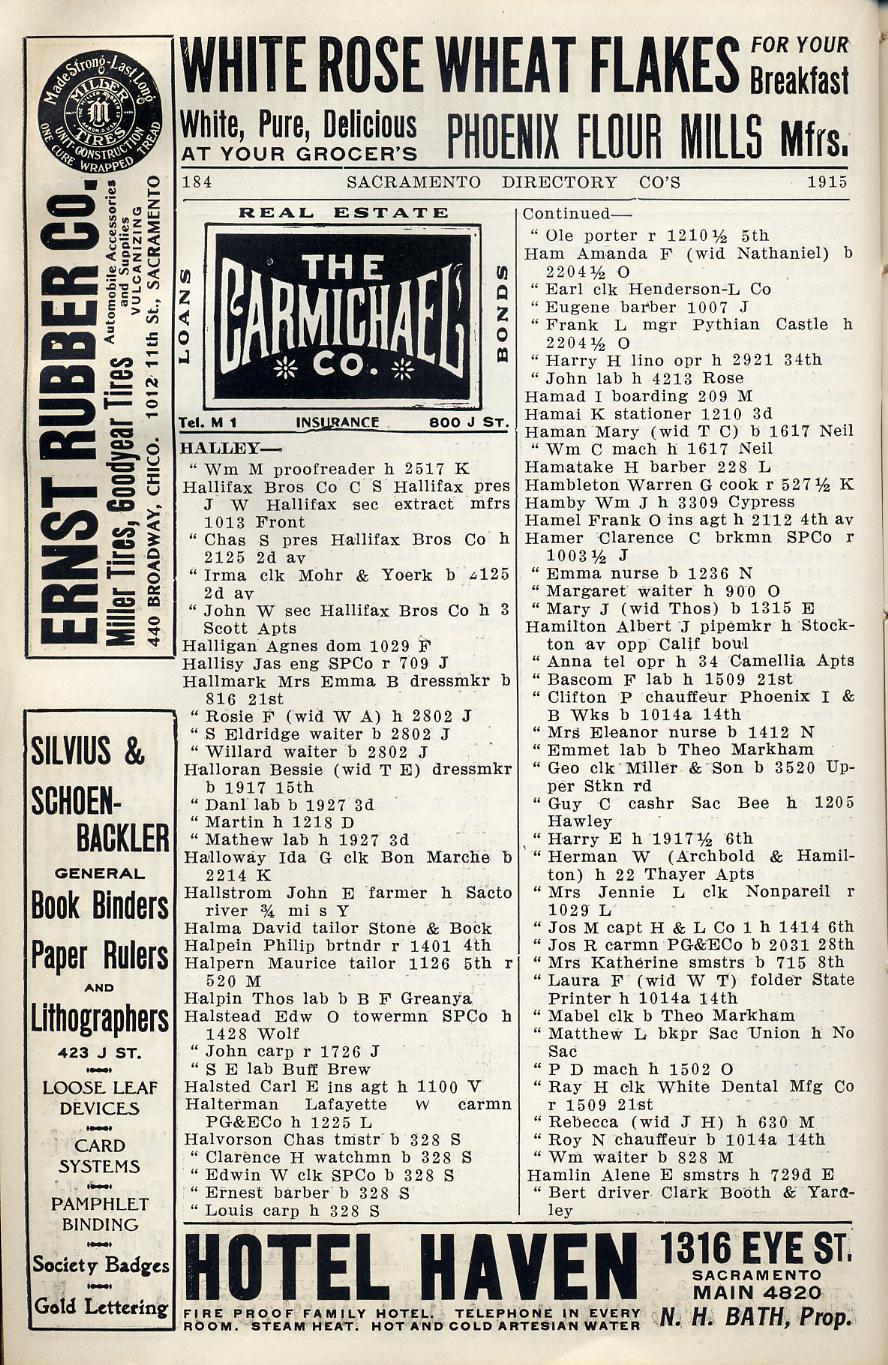 WHITE ROSE WHEAT FLAKES FOR YOUR Breakfast
White, Pure, Delicious
AT YOUR GROCER'S
PHOENIX FLOUR MILLS Mfrs.
184 SACRAMENTO DIRECTORY CO'S 1915
Made Strong-Last Long
MILLER
M
TIRES
UNIT-CONSTRUCTION
ONE CURE WRAPPED TREAD
ERNST RUBBER CO.
Automobile Accessories
and Supplies
VULCANIZING
Miller Tires, Goodyear Tires
440 BROADWAY, CHICO. 1012 11th St., SACRAMENTO
SILVIUS &
SCHOEN-
BACKLER
GENERAL
Book Binders
Paper Rulers
AND
Lithographers
423 J ST.
LOOSE LEAF
DEVICES
CARD
SYSTEMS
PAMPHLET
BINDING
Society Badges
Gold Lettering
REAL ESTATE
LOANS
THE
CARMICHAEL
CO.
BONDS
Tel. M 1 INSURANCE 800 J ST.
HALLEY—
“ Wm M proofreader h 2517 K
Hallifax Bros Co C S Hallifax pres
J W Hallifax sec extract mfrs
1013 Front
“ Chas S pres Hallifax Bros Co h
2125 2d av
“ Irma clk Mohr & Yoerk b 2125
2d av
“ John W sec Hallifax Bros Co h 3
Scott Apts
Halligan Agnes dom 1029 F
Hallisy Jas eng SPCo r 709 J
Hallmark Mrs Emma B dressmkr b
816 21st
“ Rosie F (wid W A) h 2802 J
“ S Eldridge waiter b 2802 J
“ Willard waiter b 2802 J
Halloran Bessie (wid T E) dressmkr
b 1917 15th
“ Danl lab b 1927 3d
“ Martin h 1218 D
“ Mathew lab h 1927 3d
Halloway Ida G clk Bon Marche b
2214 K
Hallstrom John E farmer h Sacto
river ¾ mi s Y
Halma David tailor Stone & Bock
Halpein Philip brtndr r 1401 4th
Halpern Maurice tailor 1126 5th r
520 M
Halpin Thos lab b B F Greanya
Halstead Edw O towermn SPCo h
1428 Wolf
“ John carp r 1726 J
“ S E lab Buff Brew
Halsted Carl E ins agt h 1100 V
Halterman Lafayette w carmn
PG&ECo h 1225 L
Halvorson Chas tmstr b 328 S
“ Clarence H watchmn b 328 S
“ Edwin W clk SPCo b 328 S
“ Ernest barber b 328 S
“ Louis carp h 328 S
Continued—
“ Ole porter r 1210½ 5th
Ham Amanda F (wid Nathaniel) b
2204½ O
“ Earl clk Henderson-L Co
“ Eugene barber 1007 J
“ Frank L mgr Pythian Castle h
2204½ O
“ Harry H lino opr h 2921 34th
“ John lab h 4213 Rose
Hamad I boarding 209 M
Hamai K stationer 1210 3d
Haman Mary (wid T C) b 1617 Neil
“ Wm C mach h 1617 Neil
Hamatake H barber 228 L
Hambleton Warren G cook r 527½ K
Hamby Wm J h 3309 Cypress
Hamel Frank O ins agt h 2112 4th av
Hamer Clarence C brkmn SPCo r
1003½ J
“ Emma nurse b 1236 N
“ Margaret waiter h 900 O
“ Mary J (wid Thos) b 1315 E
Hamilton Albert J pipemkr h Stock-
ton av opp Calif boul
“ Anna tel opr h 34 Camellia Apts
“ Bascom F lab h 1509 21st
“ Clifton P chauffeur Phoenix I &
B Wks b 1014a 14th
“ Mrs Eleanor nurse b 1412 N
“ Emmet lab b Theo Markham
“ Geo clk Miller & Son b 3520 Up-
per Stkn rd
“ Guy C cashr Sac Bee h 1205
Hawley
“ Harry E h 1917½ 6th
“ Herman W (Archbold & Hamil-
ton) h 22 Thayer Apts
“ Mrs Jennie L clk Nonpareil r
1029 L
“ Jos M capt H & L Co 1 h 1414 6th
“ Jos R carmn PG&ECo b 2031 28th
“ Mrs Katherine smstrs b 715 8th
“ Laura F (wid W T) folder State
Printer h 1014a 14th
“ Mabel clk b Theo Markham
“ Matthew L bkpr Sac Union h No
Sac
“ P D mach h 1502 O
“ Ray H clk White Dental Mfg Co
r 1509 21st
“ Rebecca (wid J H) h 630 M
“ Roy N chauffeur b 1014a 14th
“ Wm waiter b 828 M
Hamlin Alene E smstrs h 729d E
“ Bert driver Clark Booth & Yard-
ley
HOTEL HAVEN
FIRE PROOF FAMILY HOTEL. TELEPHONE IN EVERY
ROOM. STEAM HEAT. HOT AND COLD ARTESIAN WATER
1316 EYE ST.
SACRAMENTO
MAIN 4820
N. H. BATH, Prop.